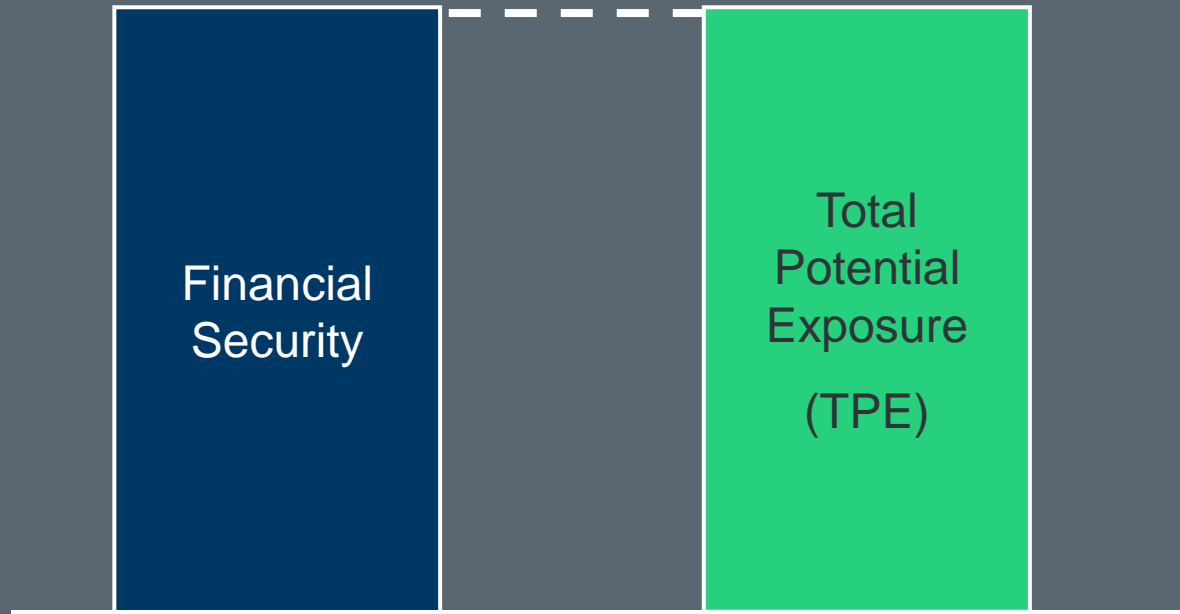 Financial
Security
Total
Potential
Exposure
(TPE)